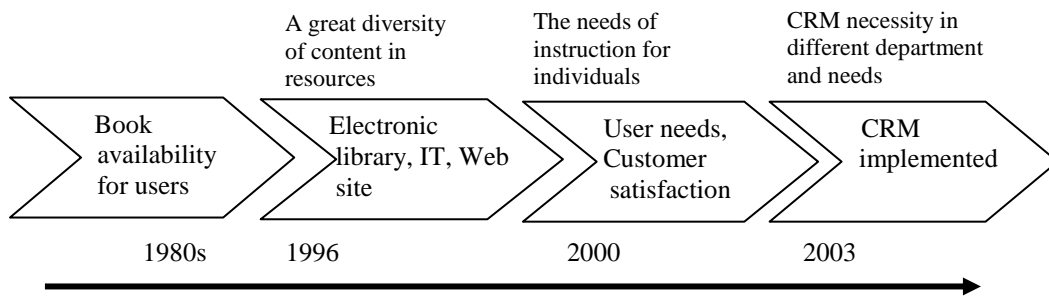 A great diversity
of content in
resources
The needs of
instruction for
individuals
CRM necessity in
different department
and needs
Book
availability
for users
Electronic
library, IT, Web
site
User needs,
Customer
satisfaction
CRM
implemented
1980s
1996
2000
2003